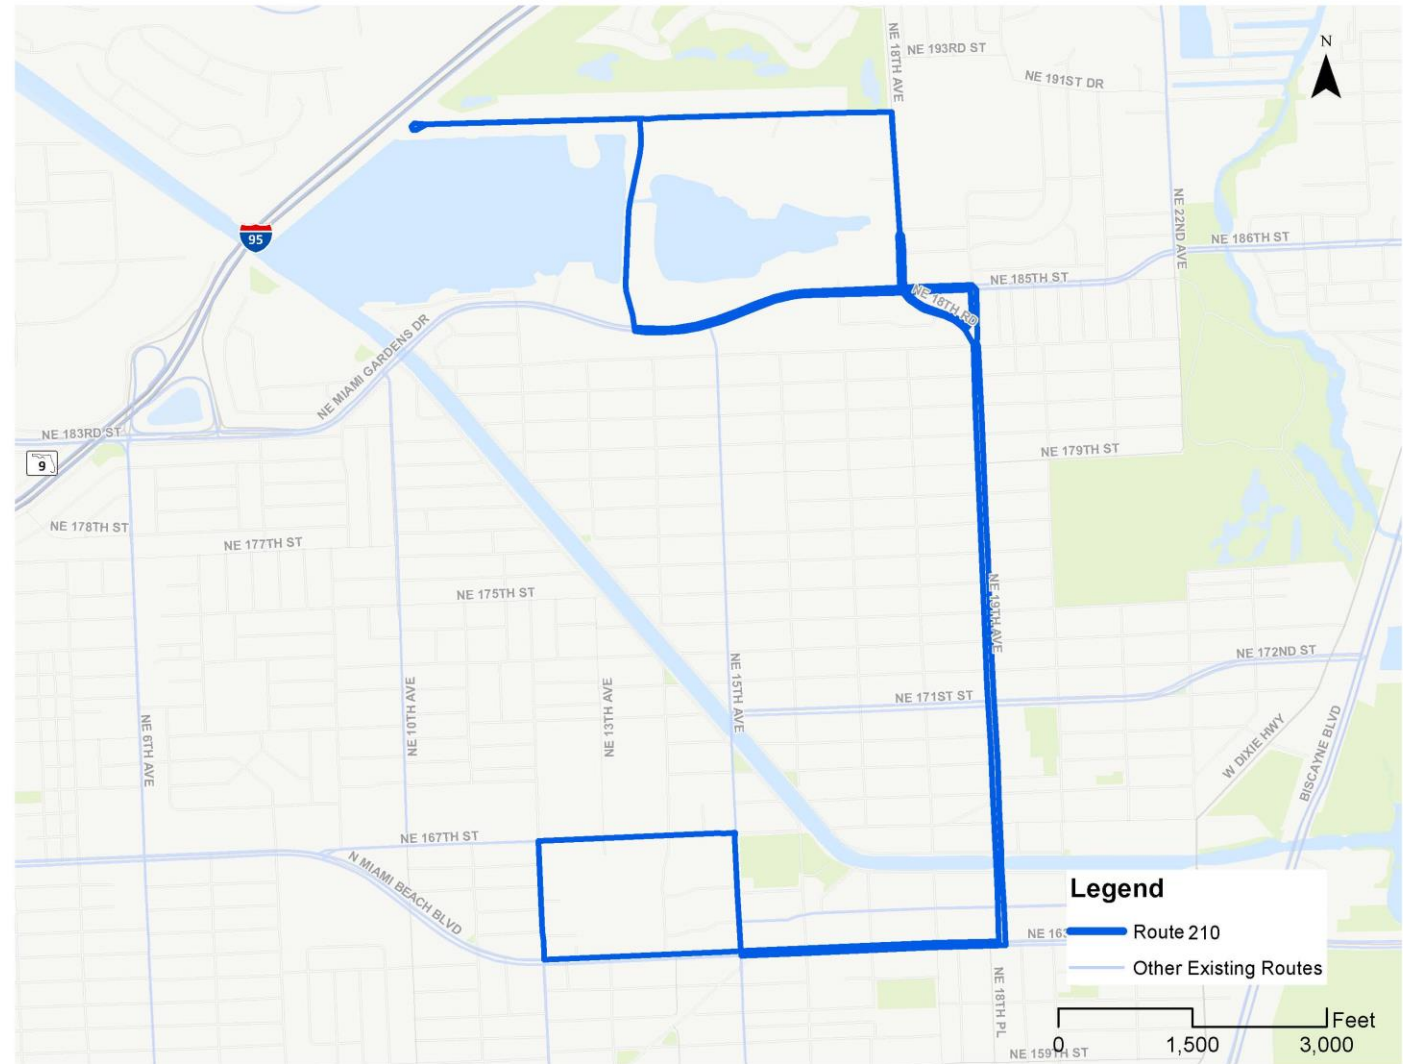 N
NE 18TH AVE
NE 193RD ST
NE 191ST DR
NE 22ND AVE
NE 186TH ST
95
NE 185TH ST
NE 18TH RD
NE MIAMI GARDENS DR
NE 183RD ST
9
NE 179TH ST
NE 178TH ST
NE 177TH ST
NE 175TH ST
NE 19TH AVE
NE 172ND ST
NE 15TH AVE
NE 171ST ST
NE 10TH AVE
NE 13TH AVE
NE 6TH AVE
W DIXIE HWY
BISCAYNE BLVD
NE 167TH ST
N MIAMI BEACH BLVD
Legend
NE 163
Route 210
Other Existing Routes
NE 18TH PL
Feet
0 1,500 3,000
NE 159TH ST